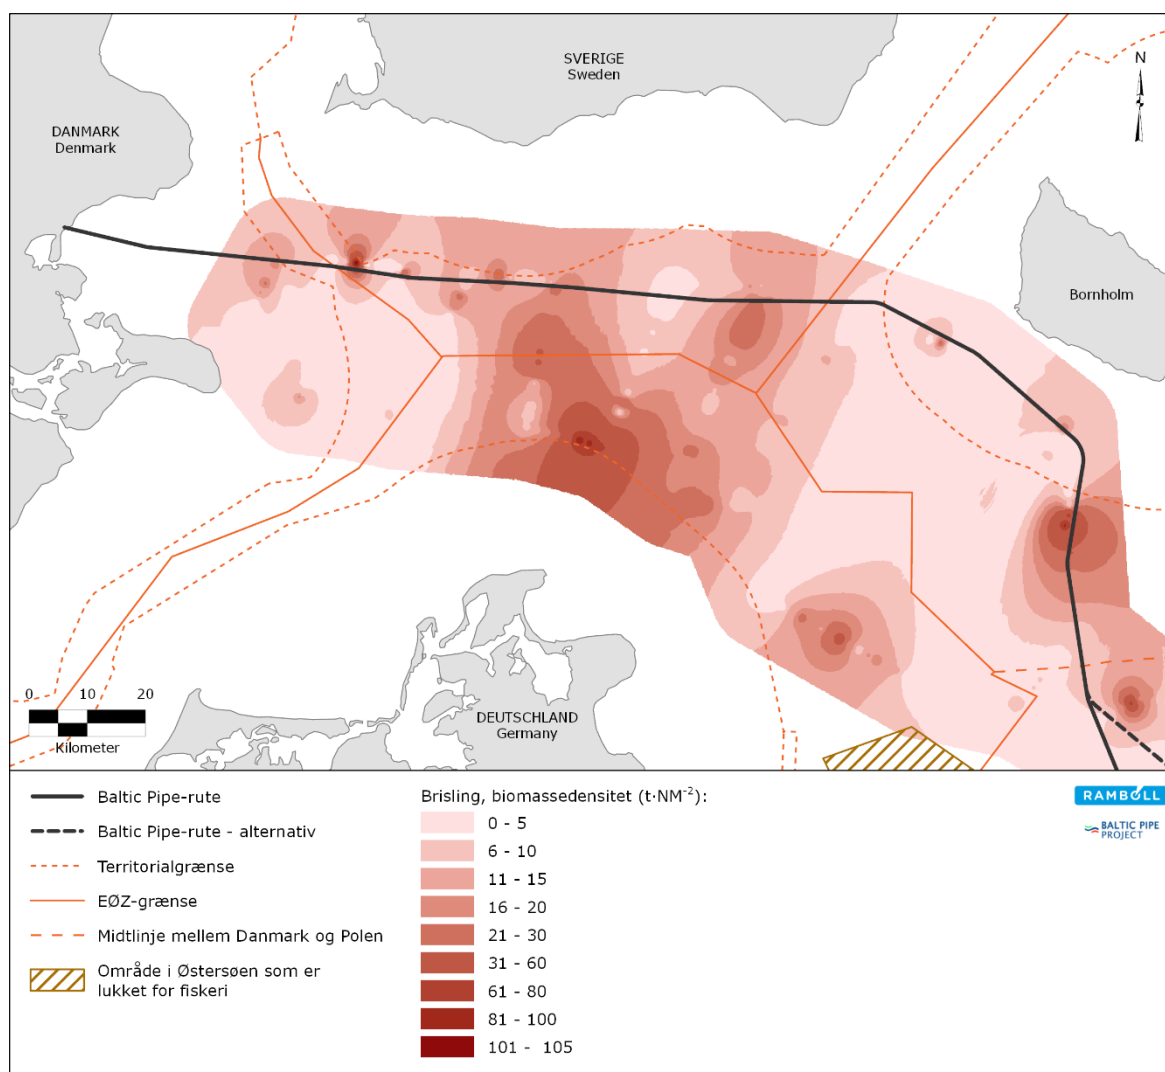 SVERIGE
Sweden
N
DANMARK
Denmark
Bornholm
0 10 20
Kilometer
DEUTSCHLAND
Germany
Baltic Pipe-rute
Baltic Pipe-rute - alternativ
Territorialgrænse
EØZ-grænse
Midtlinje mellem Danmark og Polen
Område i Østersøen som er
lukket for fiskeri
Brisling, biomassedensitet (t·NM⁻²):
0 - 5
6 - 10
11 - 15
16 - 20
21 - 30
31 - 60
61 - 80
81 - 100
101 - 105
RAMBOLL
BALTIC PIPE
PROJECT